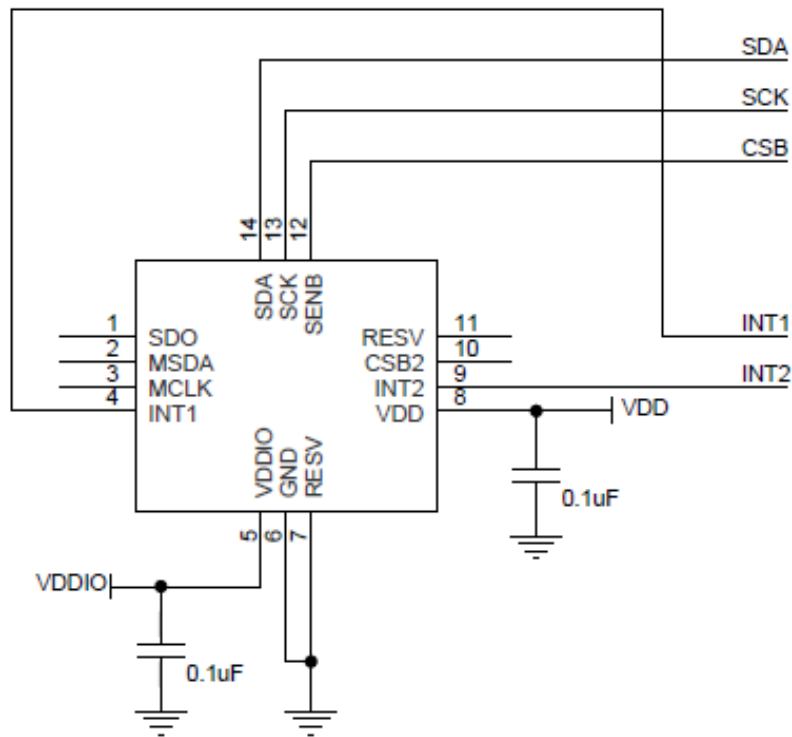 SDA
SCK
CSB
14 13 12
SDA SCK SENB
1 SDO RESV 11
2 MSDA CSB2 10
3 MCLK INT2 9
4 INT1 VDD 8
INT1
INT2
VDD
VDDIO GND RESV
0.1uF
5 6 7
VDDIO
0.1uF